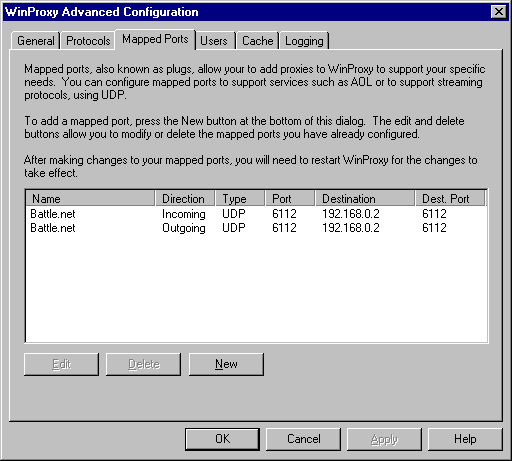 WinProxy Advanced Configuration
General Protocols Mapped Ports Users Cache Logging
Mapped ports, also known as plugs, allow your to add proxies to WinProxy to support your specific
needs. You can configure mapped ports to support services such as AOL or to support streaming
protocols, using UDP.
To add a mapped port, press the New button at the bottom of this dialog. The edit and delete
buttons allow you to modify or delete the mapped ports you have already configured.
After making changes to your mapped ports, you will need to restart WinProxy for the changes to
take effect.
Name Direction Type Port Destination Dest. Port
Battle.net Incoming UDP 6112 192.168.0.2 6112
Battle.net Outgoing UDP 6112 192.168.0.2 6112
Edit Delete New
OK Cancel Apply Help